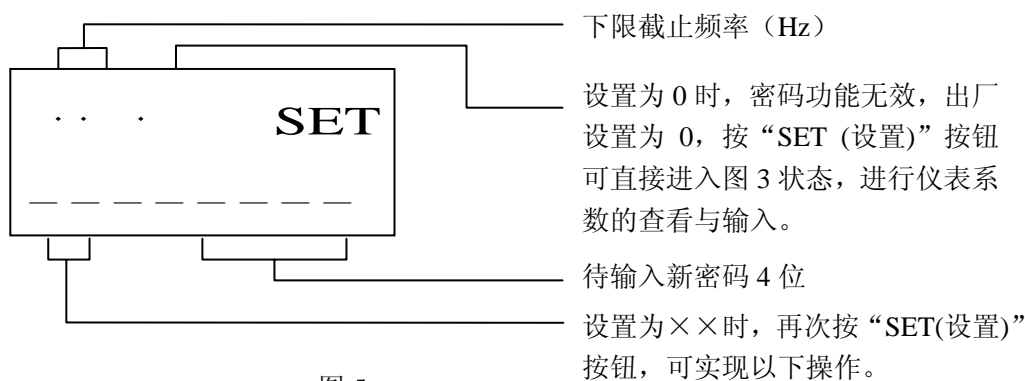 下限截止频率（Hz）
设置为 0 时，密码功能无效，出厂
设置为 0，按“SET (设置)”按钮
SET
可直接进入图 3 状态，进行仪表系
数的查看与输入。
待输入新密码 4 位
设置为××时，再次按“SET(设置)”
按钮，可实现以下操作。